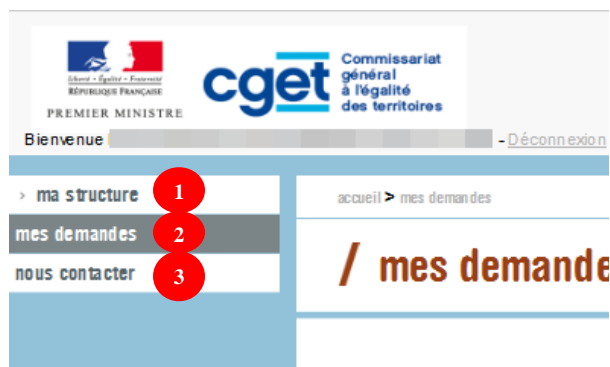 Liberté • Égalité • Fraternité
RÉPUBLIQUE FRANÇAISE
PREMIER MINISTRE
cget
Commissariat
général
à l'égalité
des territoires
Bienvenue
- Déconnexion
> ma structure 1
mes demandes 2
nous contacter 3
accueil > mes demandes
/ mes demande